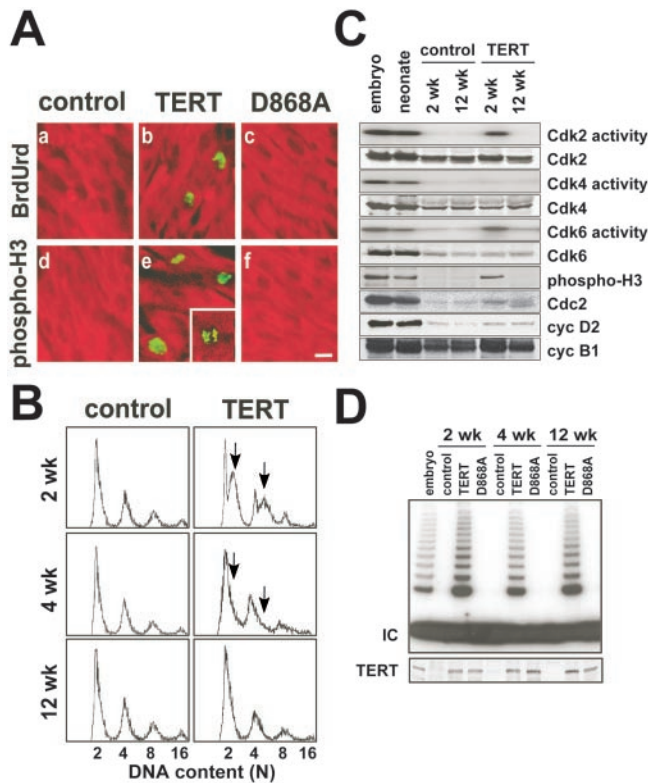 A
control TERT D868A
BrdUrd
a b c
phospho-H3
d e f
B
control TERT
2 wk
4 wk
12 wk
2 4 8 16 2 4 8 16
DNA content (N)
C
control TERT
embryo neonate 2 wk 12 wk 2 wk 12 wk
Cdk2 activity
Cdk2
Cdk4 activity
Cdk4
Cdk6 activity
Cdk6
phospho-H3
Cdc2
cyc D2
cyc B1
D
2 wk 4 wk 12 wk
embryo control TERT D868A control TERT D868A control TERT D868A
IC
TERT